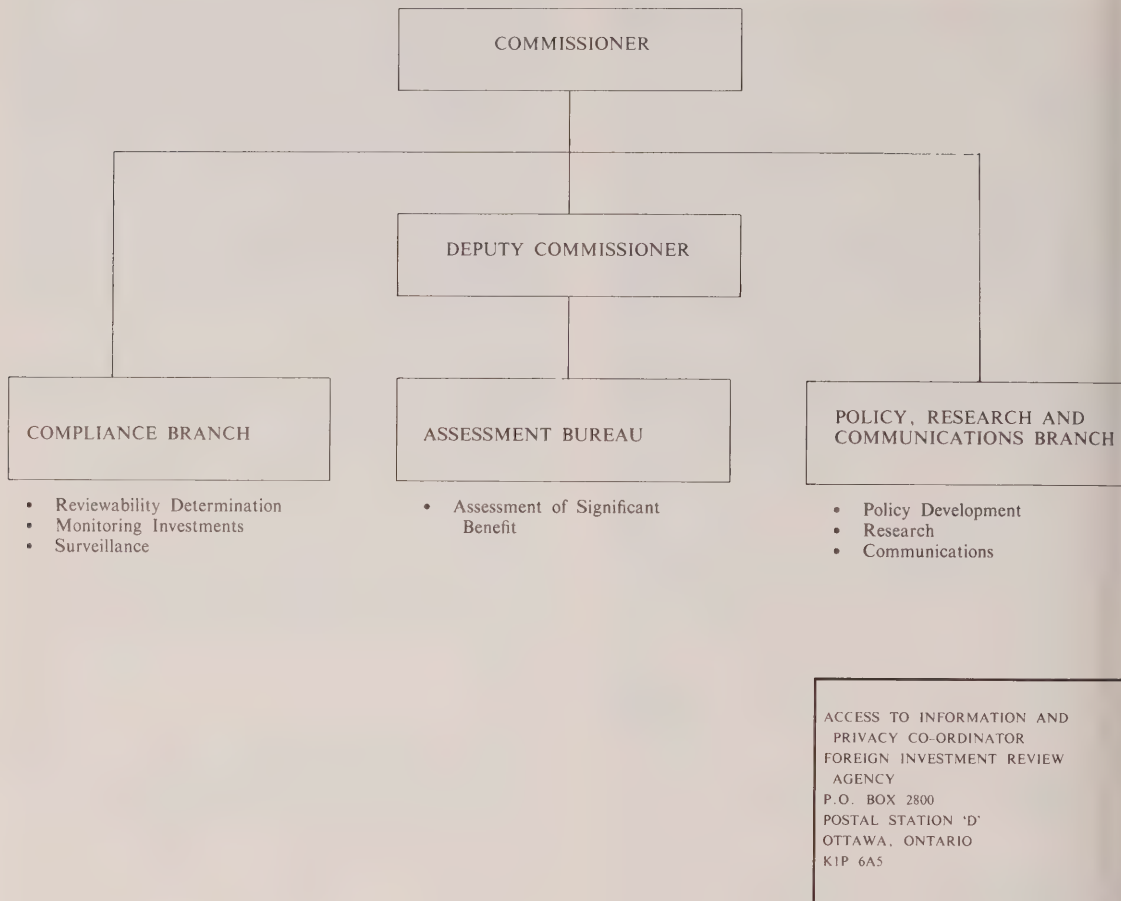 COMMISSIONER
DEPUTY COMMISSIONER
COMPLIANCE BRANCH
• Reviewability Determination
• Monitoring Investments
• Surveillance
ASSESSMENT BUREAU
• Assessment of Significant
Benefit
POLICY, RESEARCH AND
COMMUNICATIONS BRANCH
• Policy Development
• Research
• Communications
ACCESS TO INFORMATION AND
PRIVACY CO-ORDINATOR
FOREIGN INVESTMENT REVIEW
AGENCY
P.O. BOX 2800
POSTAL STATION 'D'
OTTAWA, ONTARIO
K1P 6A5